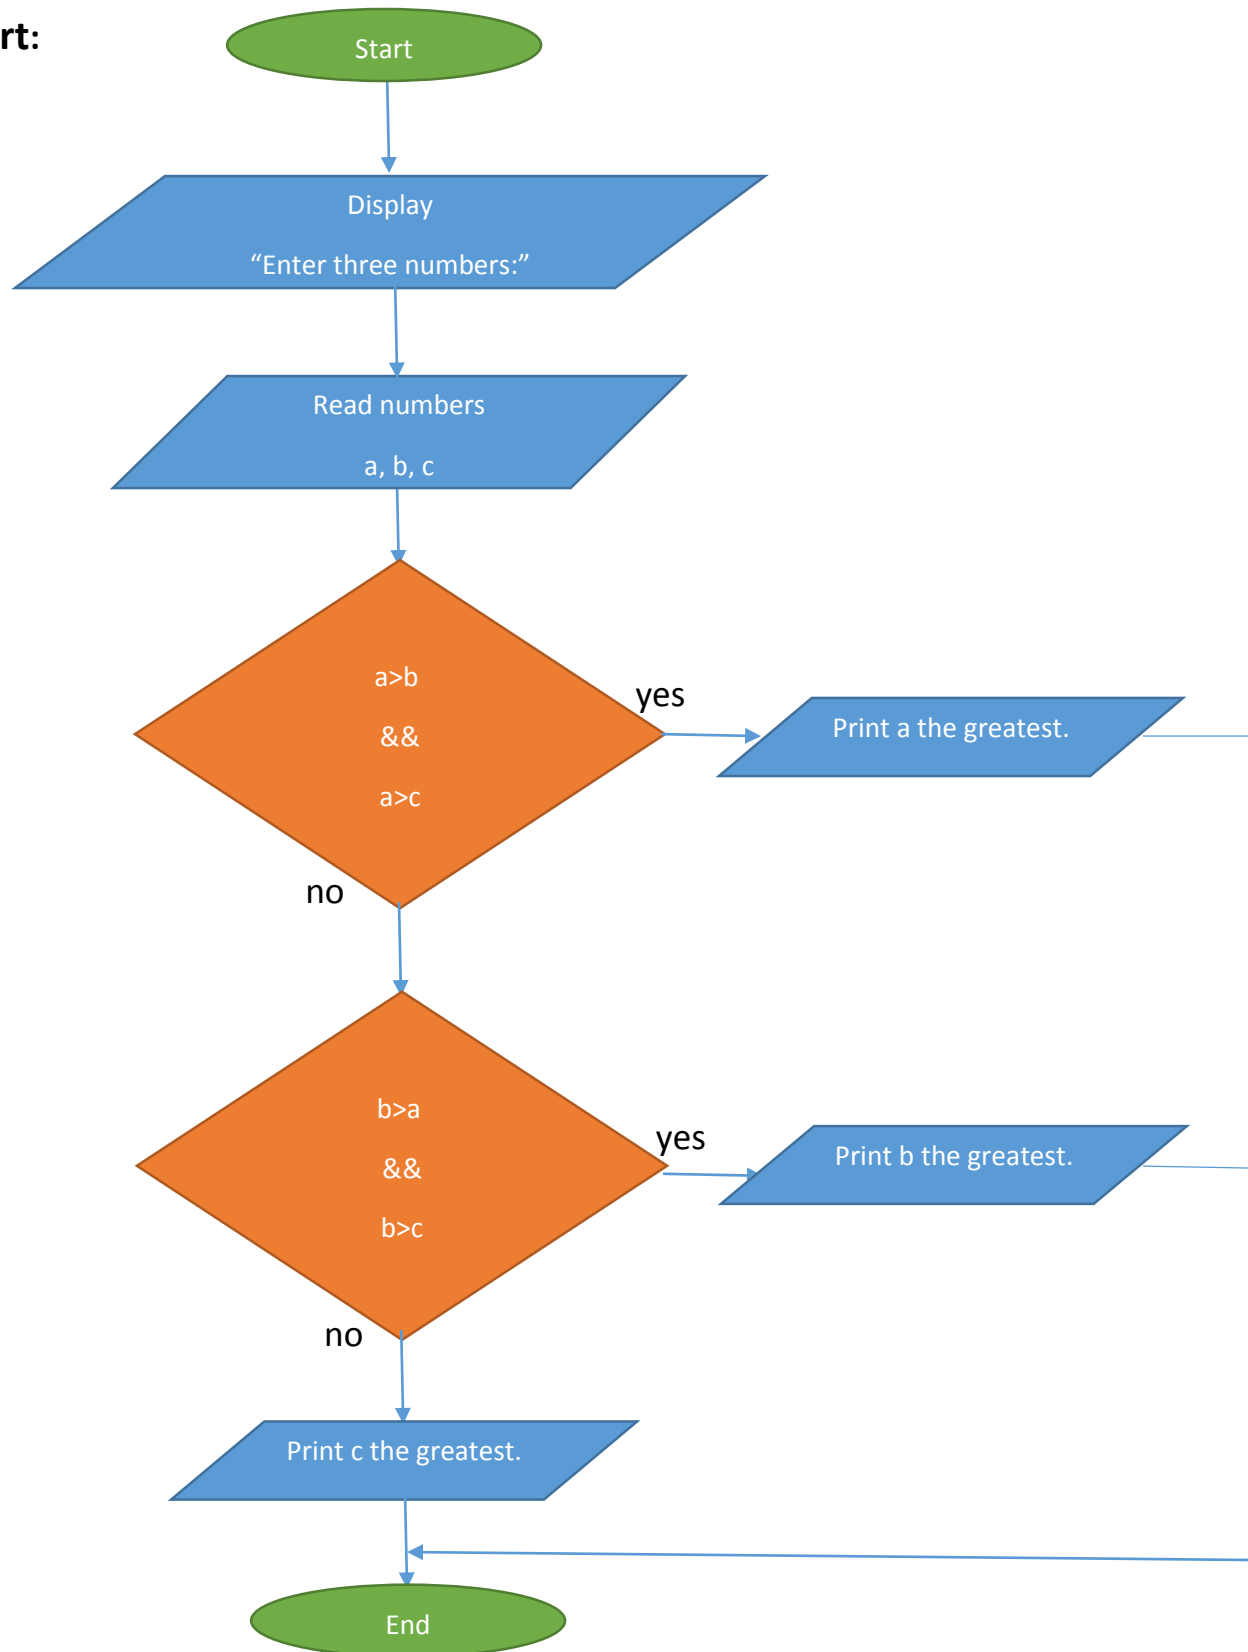 rt:
Start
Display
“Enter three numbers:”
Read numbers
a, b, c
a>b
&&
a>c
yes
Print a the greatest.
no
b>a
&&
b>c
yes
Print b the greatest.
no
Print c the greatest.
End